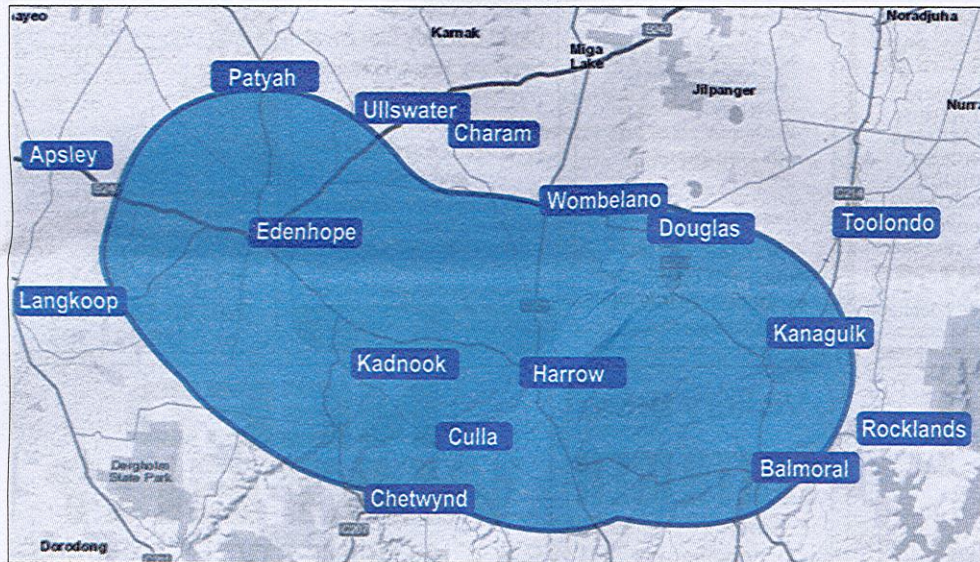 Noradjuha
Karnak
Miga
Lake
Patyah
Jilpanger
Ullswater
Charam
Apsley
Wombelano
Douglas
Toolondo
Edenhope
Langkoop
Kanagulk
Kadnook
Harrow
Rocklands
Culla
Balmoral
Dergholm
State Park
Chetwynd
Dorodong